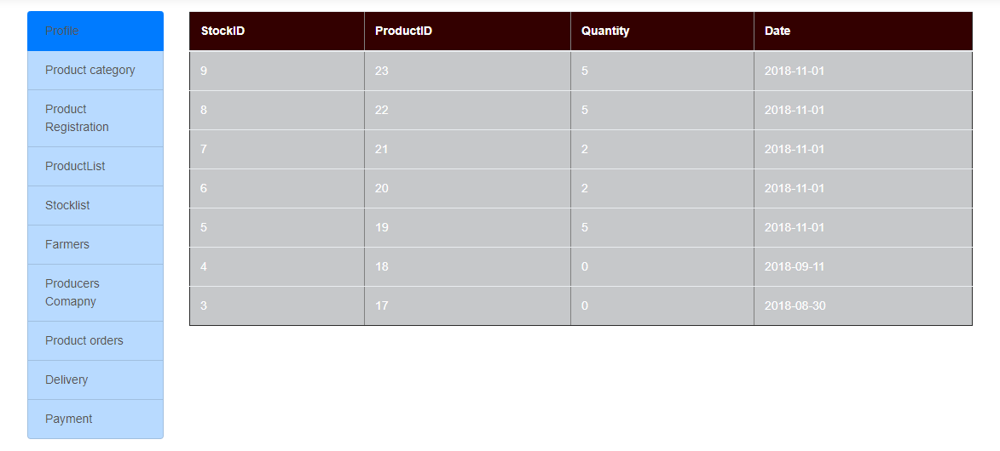 Profile
Product category
Product
Registration
ProductList
Stocklist
Farmers
Producers
Comapny
Product orders
Delivery
Payment
StockID ProductID Quantity Date
9 23 5 2018-11-01
8 22 5 2018-11-01
7 21 2 2018-11-01
6 20 2 2018-11-01
5 19 5 2018-11-01
4 18 0 2018-09-11
3 17 0 2018-08-30